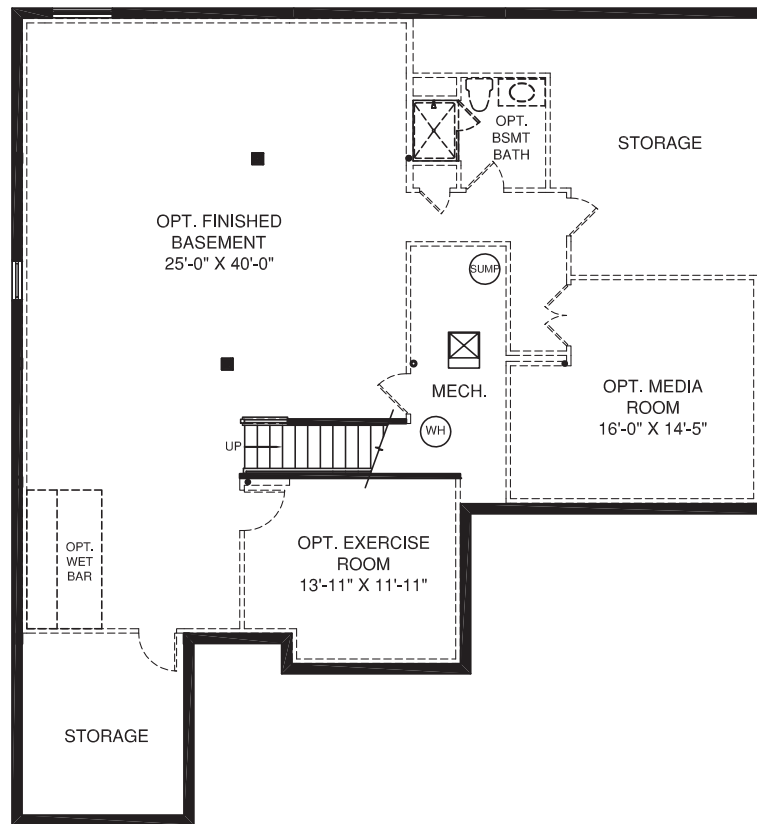 OPT.
BSMT
BATH
STORAGE
OPT. FINISHED
BASEMENT
25'-0" X 40'-0"
SUMP
MECH.
OPT. MEDIA
ROOM
16'-0" X 14'-5"
UP
WH
OPT. EXERCISE
ROOM
13'-11" X 11'-11"
OPT.
WET
BAR
STORAGE